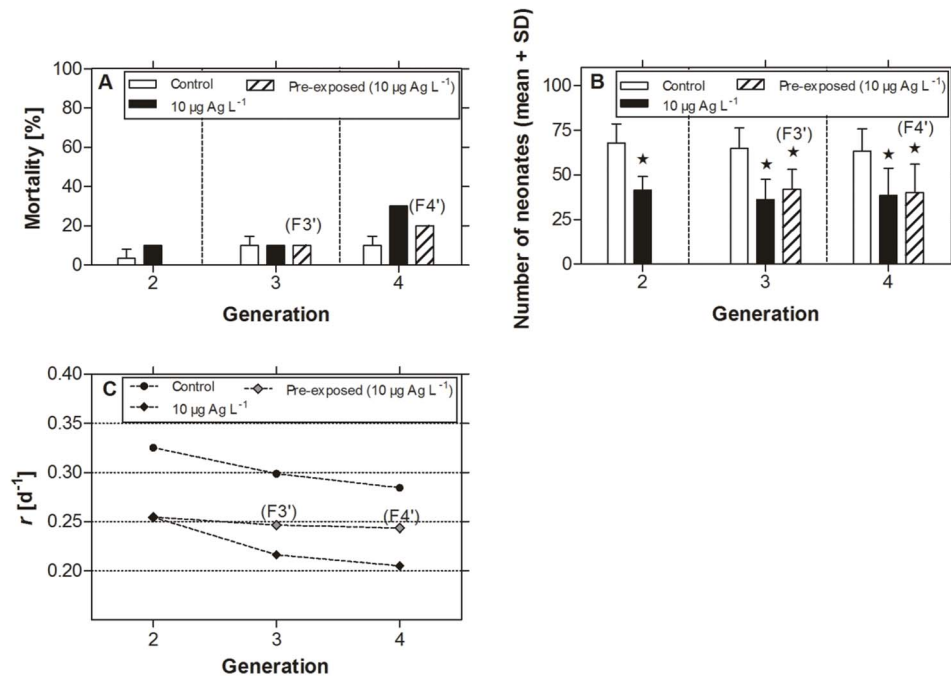 A
Control
Pre-exposed (10 µg Ag L⁻¹)
10 µg Ag L⁻¹
Mortality [%]
100
80
60
40
20
0
(F3')
(F4')
2
3
4
Generation
B
Control
Pre-exposed (10 µg Ag L⁻¹)
10 µg Ag L⁻¹
Number of neonates (mean + SD)
100
75
50
25
0
(F3')
(F4')
★
★
★
★
★
2
3
4
Generation
C
Control
Pre-exposed (10 µg Ag L⁻¹)
10 µg Ag L⁻¹
r [d⁻¹]
0.40
0.35
0.30
0.25
0.20
(F3')
(F4')
2
3
4
Generation